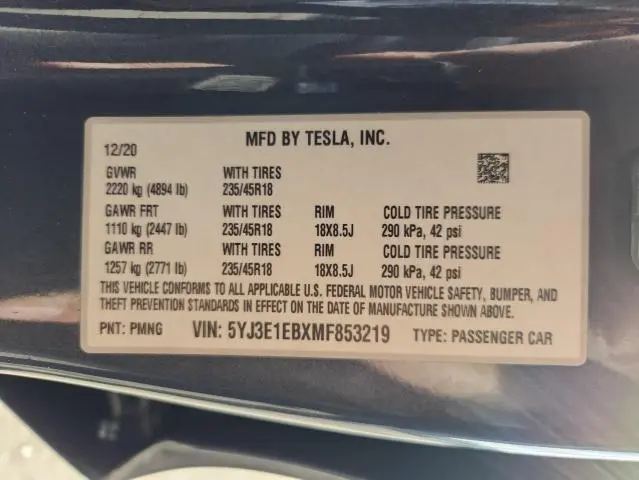 MFD BY TESLA, INC.
12/20
GVWR WITH TIRES
2220 kg (4894 lb) 235/45R18
GAWR FRT WITH TIRES RIM COLD TIRE PRESSURE
1110 kg (2447 lb) 235/45R18 18X8.5J 290 kPa, 42 psi
GAWR RR WITH TIRES RIM COLD TIRE PRESSURE
1257 kg (2771 lb) 235/45R18 18X8.5J 290 kPa, 42 psi
THIS VEHICLE CONFORMS TO ALL APPLICABLE U.S. FEDERAL MOTOR VEHICLE SAFETY, BUMPER, AND
THEFT PREVENTION STANDARDS IN EFFECT ON THE DATE OF MANUFACTURE SHOWN ABOVE.
PNT: PMNG VIN: 5YJ3E1EBXMF853219 TYPE: PASSENGER CAR